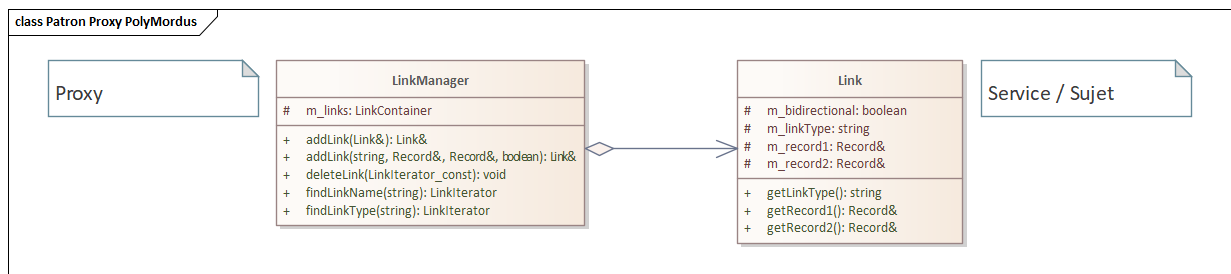 class Patron Proxy PolyMordus
Proxy
LinkManager
# m_links: LinkContainer
+ addLink(Link&): Link&
+ addLink(string, Record&, Record&, boolean): Link&
+ deleteLink(LinkIterator_const): void
+ findLinkName(string): LinkIterator
+ findLinkType(string): LinkIterator
Link
# m_bidirectional: boolean
# m_linkType: string
# m_record1: Record&
# m_record2: Record&
+ getLinkType(): string
+ getRecord1(): Record&
+ getRecord2(): Record&
Service / Sujet